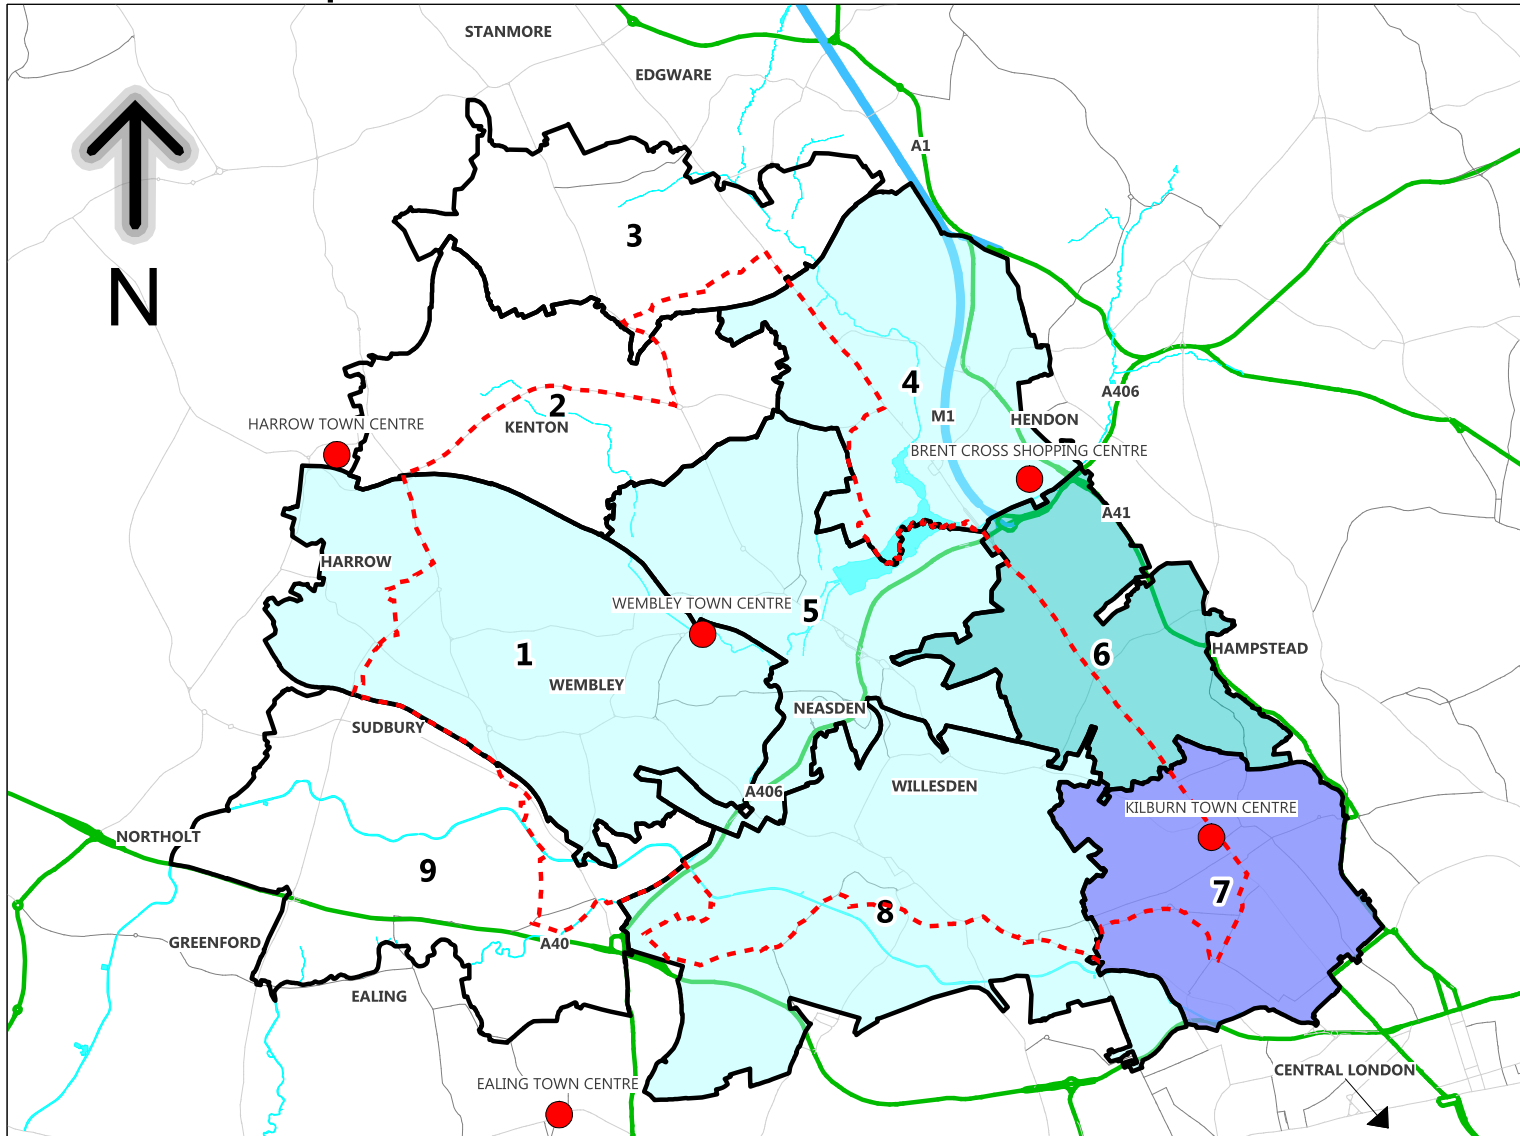 STANMORE
EDGWARE
A1
N
3
4
A406
2
KENTON
M1
HENDON
HARROW TOWN CENTRE
BRENT CROSS SHOPPING CENTRE
A41
HARROW
WEMBLEY TOWN CENTRE
5
1
6
HAMPSTEAD
WEMBLEY
NEASDEN
SUDBURY
WILLESDEN
A406
KILBURN TOWN CENTRE
NORTHOLT
9
7
8
GREENFORD
A40
EALING
CENTRAL LONDON
EALING TOWN CENTRE